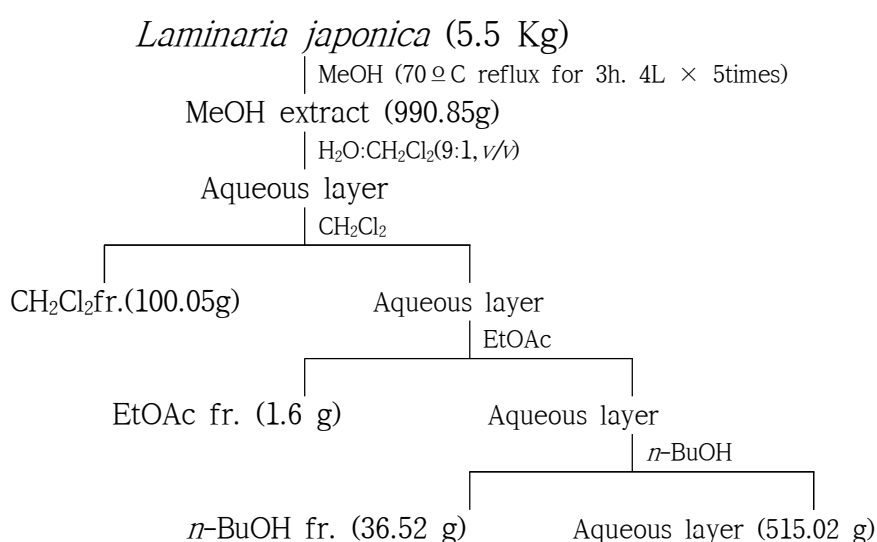 Laminaria japonica (5.5 Kg)
MeOH (70ºC reflux for 3h. 4L × 5times)
MeOH extract (990.85g)
H₂O:CH₂Cl₂(9:1, v/v)
Aqueous layer
CH₂Cl₂
CH₂Cl₂fr.(100.05g)
Aqueous layer
EtOAc
EtOAc fr. (1.6 g)
Aqueous layer
n-BuOH
n-BuOH fr. (36.52 g)
Aqueous layer (515.02 g)